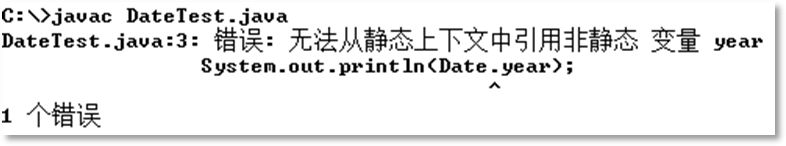 C:\>javac DateTest.java
DateTest.java:3: 错误: 无法从静态上下文中引用非静态 变量 year
System.out.println(Date.year);
^
1 个错误